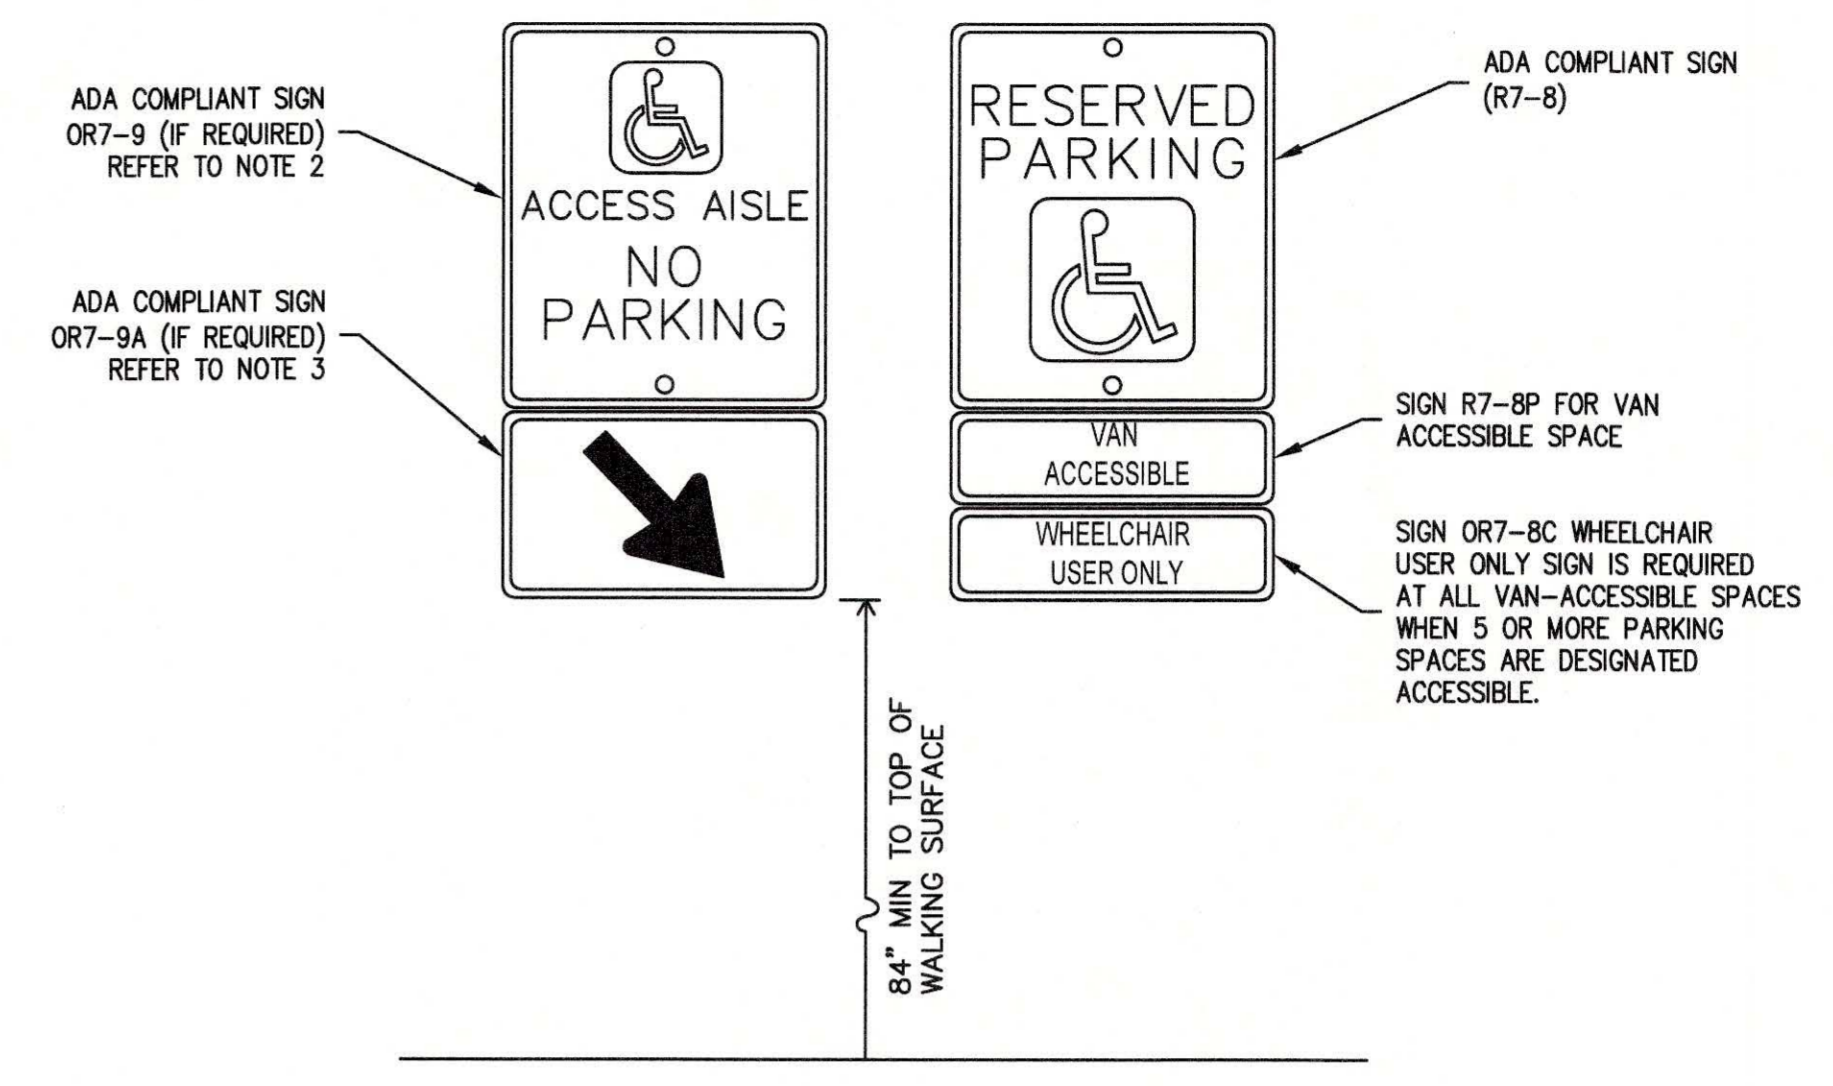 ADA COMPLIANT SIGN
OR7-9 (IF REQUIRED)
REFER TO NOTE 2
ADA COMPLIANT SIGN
OR7-9A (IF REQUIRED)
REFER TO NOTE 3
ACCESS AISLE
NO
PARKING
RESERVED
PARKING
VAN
ACCESSIBLE
WHEELCHAIR
USER ONLY
ADA COMPLIANT SIGN
(R7-8)
SIGN R7-8P FOR VAN
ACCESSIBLE SPACE
SIGN OR7-8C WHEELCHAIR
USER ONLY SIGN IS REQUIRED
AT ALL VAN-ACCESSIBLE SPACES
WHEN 5 OR MORE PARKING
SPACES ARE DESIGNATED
ACCESSIBLE.
84" MIN TO TOP OF
WALKING SURFACE